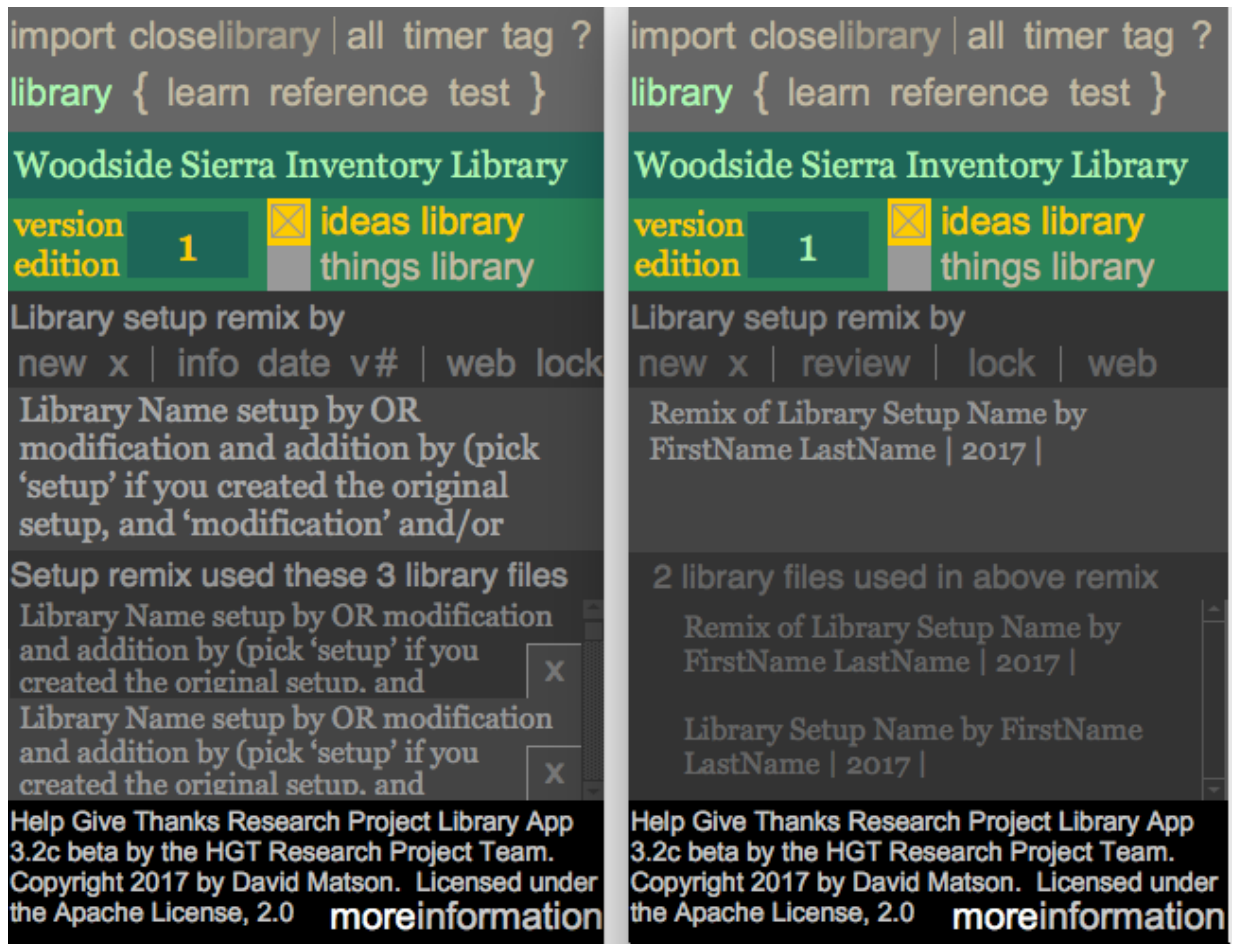 import closelibrary | all timer tag ?
library { learn reference test }
Woodside Sierra Inventory Library
version
edition
1
ideas library
things library
Library setup remix by
new x | info date v# | web lock
Library Name setup by OR
modification and addition by (pick
‘setup’ if you created the original
setup, and ‘modification’ and/or
Setup remix used these 3 library files
Library Name setup by OR modification
and addition by (pick ‘setup’ if you
created the original setup. and
x
Library Name setup by OR modification
and addition by (pick ‘setup’ if you
created the original setup. and
x
Help Give Thanks Research Project Library App
3.2c beta by the HGT Research Project Team.
Copyright 2017 by David Matson. Licensed under
the Apache License, 2.0 moreinformation
import closelibrary | all timer tag ?
library { learn reference test }
Woodside Sierra Inventory Library
version
edition
1
ideas library
things library
Library setup remix by
new x | review | lock | web
Remix of Library Setup Name by
FirstName LastName | 2017 |
2 library files used in above remix
Remix of Library Setup Name by
FirstName LastName | 2017 |
Library Setup Name by FirstName
LastName | 2017 |
Help Give Thanks Research Project Library App
3.2c beta by the HGT Research Project Team.
Copyright 2017 by David Matson. Licensed under
the Apache License, 2.0 moreinformation